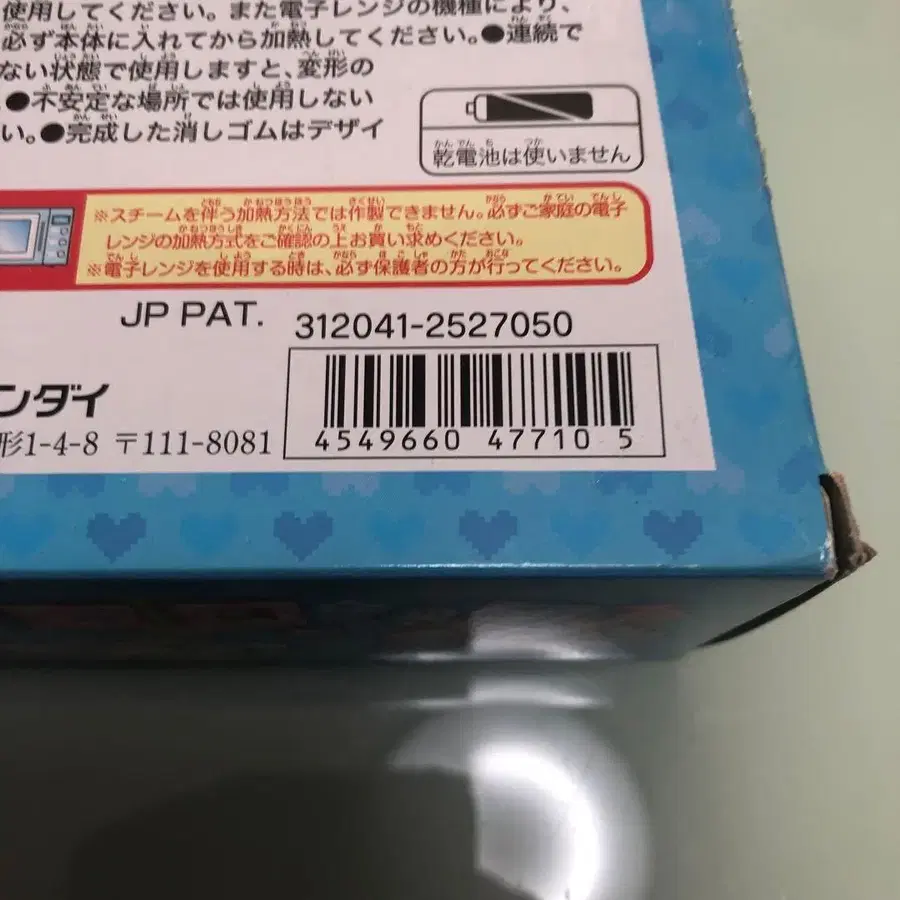 使用してください。また電子レンジの機種により、
必ず本体に入れてから加熱してください。●連続で
ない状態で使用しますと、変形の
●不安定な場所では使用しない
い。●完成した消しゴムはデザイ
乾電池は使いません
※スチームを伴う加熱方法では作製できません。必ずご家庭の電子
レンジの加熱方式をご確認の上お買い求めください。
※電子レンジを使用する時は、必ず保護者の方が行ってください。
JP PAT.
312041-2527050
ンダイ
形1-4-8 〒111-8081
4549660 47710 5